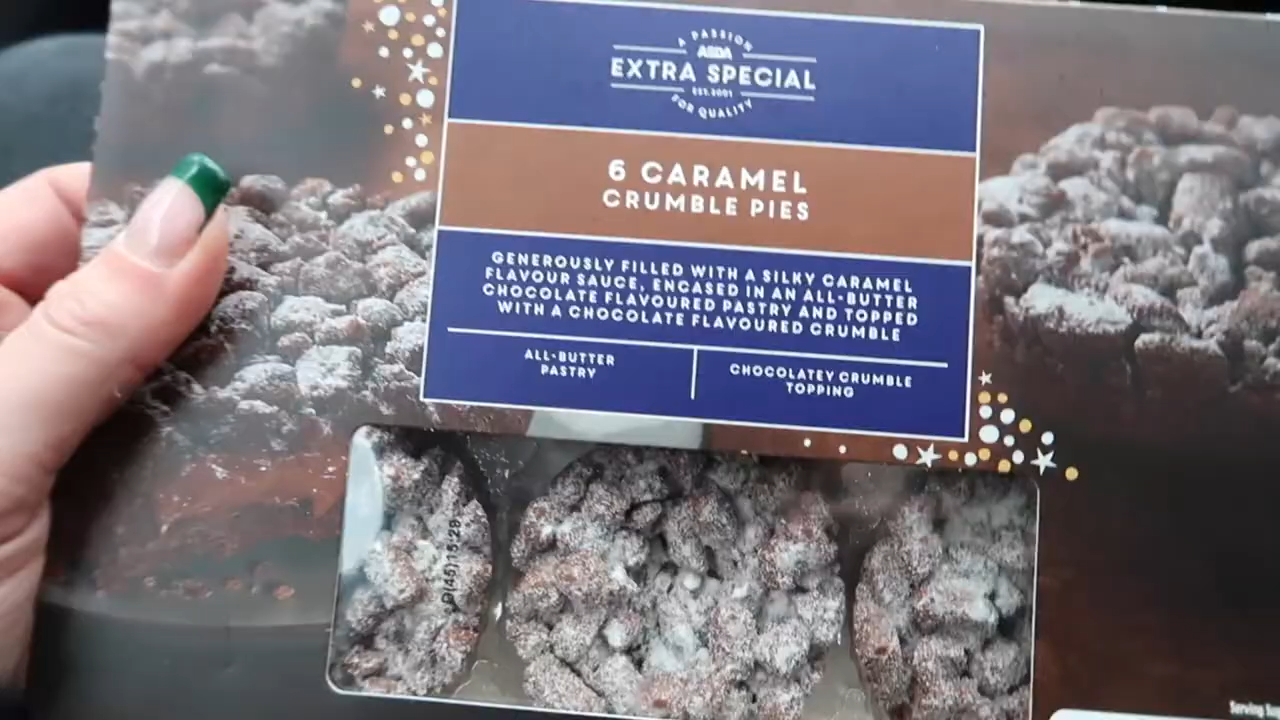 A PASSION
ASDA
EXTRA SPECIAL
EST.2001
FOR QUALITY
6 CARAMEL
CRUMBLE PIES
GENEROUSLY FILLED WITH A SILKY CARAMEL
FLAVOUR SAUCE, ENCASED IN AN ALL-BUTTER
CHOCOLATE FLAVOURED PASTRY AND TOPPED
WITH A CHOCOLATE FLAVOURED CRUMBLE
ALL-BUTTER
PASTRY
CHOCOLATEY CRUMBLE
TOPPING
Serving